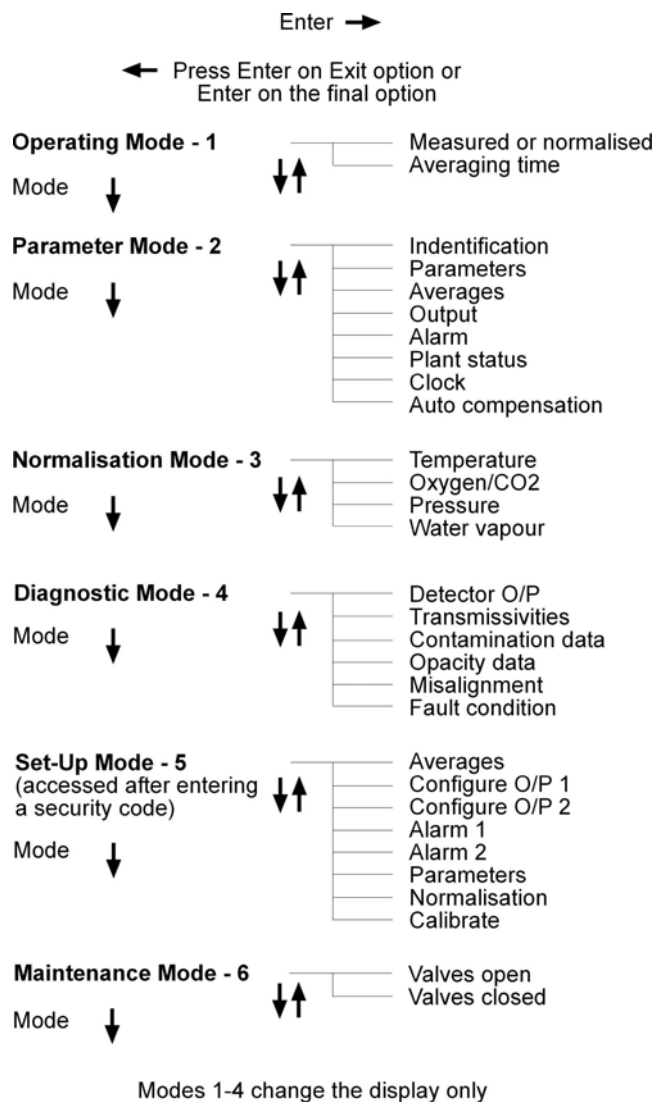 Enter
Press Enter on Exit option or
Enter on the final option
Operating Mode - 1
Measured or normalised
Averaging time
Mode
Parameter Mode - 2
Indentification
Parameters
Mode
Averages
Output
Alarm
Plant status
Clock
Auto compensation
Normalisation Mode - 3
Temperature
Oxygen/CO2
Mode
Pressure
Water vapour
Diagnostic Mode - 4
Detector O/P
Transmissivities
Mode
Contamination data
Opacity data
Misalignment
Fault condition
Set-Up Mode - 5
(accessed after entering
a security code)
Averages
Configure O/P 1
Configure O/P 2
Alarm 1
Mode
Alarm 2
Parameters
Normalisation
Calibrate
Maintenance Mode - 6
Valves open
Valves closed
Mode
Modes 1-4 change the display only